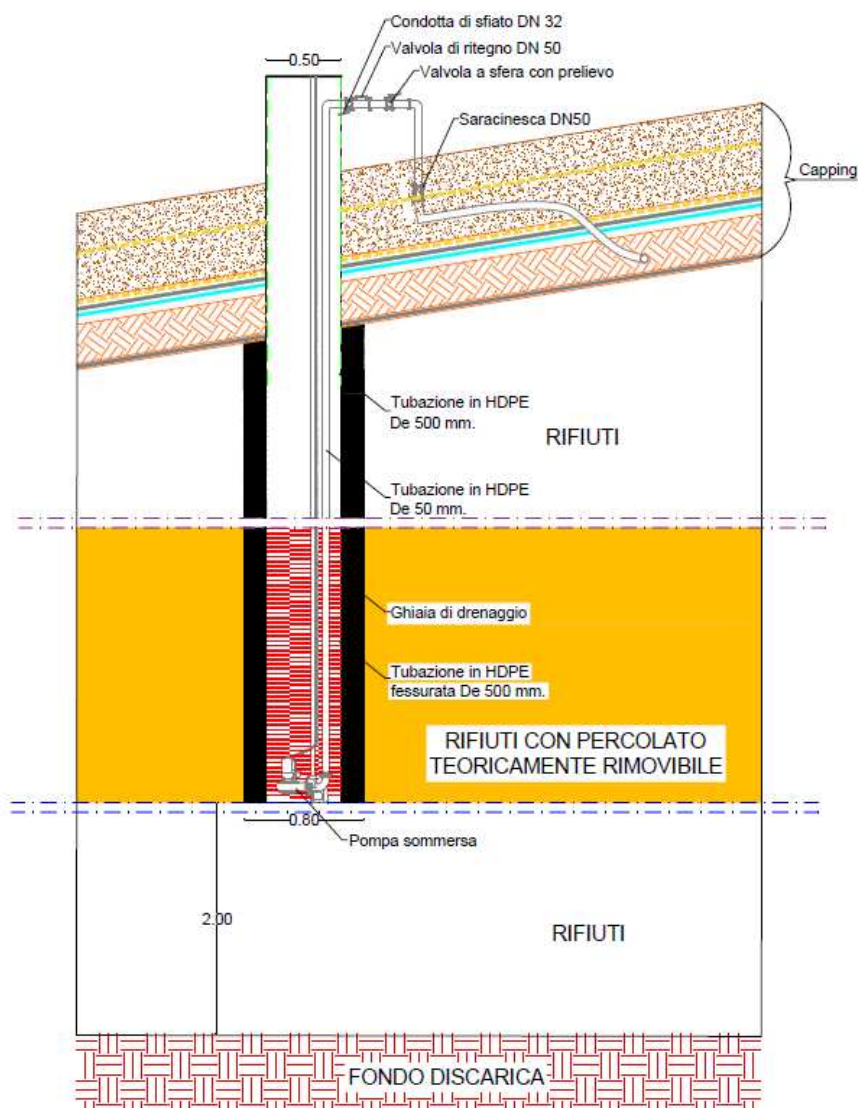 Condotta di sfiato DN 32
0.50
Valvola di ritegno DN 50
Valvola a sfera con prelievo
Saracinesca DN50
Capping
Tubazione in HDPE
De 500 mm.
RIFIUTI
Tubazione in HDPE
De 50 mm.
Ghiaia di drenaggio
Tubazione in HDPE
fessurata De 500 mm.
RIFIUTI CON PERCOLATO
TEORICAMENTE RIMOVIBILE
0.80
Pompa sommersa
2.00
RIFIUTI
FONDO DISCARICA